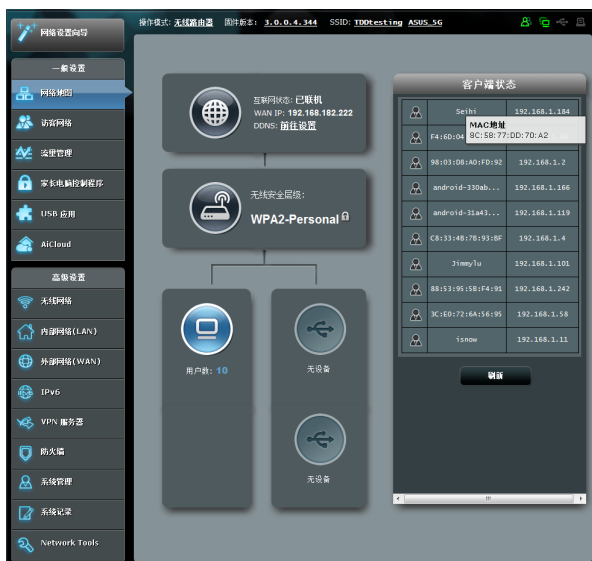 操作模式: 无线路由器 固件版本: 3.0.0.4.344 SSID: TDDtesting ASUS_5G
网络设置向导
一般设置
网络地图
访客网络
流量管理
家长电脑控制程序
USB 应用
AiCloud
高级设置
无线网络
内部网络(LAN)
外部网络(WAN)
IPv6
VPN 服务器
防火墙
系统管理
系统记录
Network Tools
互联网状态: 已联机
WAN IP: 192.168.182.222
DDNS: 前往设置
无线安全层级:
WPA2-Personal
用户数: 10
无设备
无设备
客户端状态
Seihi 192.168.1.184
MAC地址
8C:58:77:DD:70:A2
F4:6D:04
98:03:D8:A0:FD:92 192.168.1.2
android-330ab... 192.168.1.166
android-31a43... 192.168.1.119
C8:33:4B:7B:93:BF 192.168.1.4
Jimmylu 192.168.1.101
88:53:95:5B:F4:91 192.168.1.242
3C:E0:72:6A:56:95 192.168.1.58
isnow 192.168.1.11
刷新